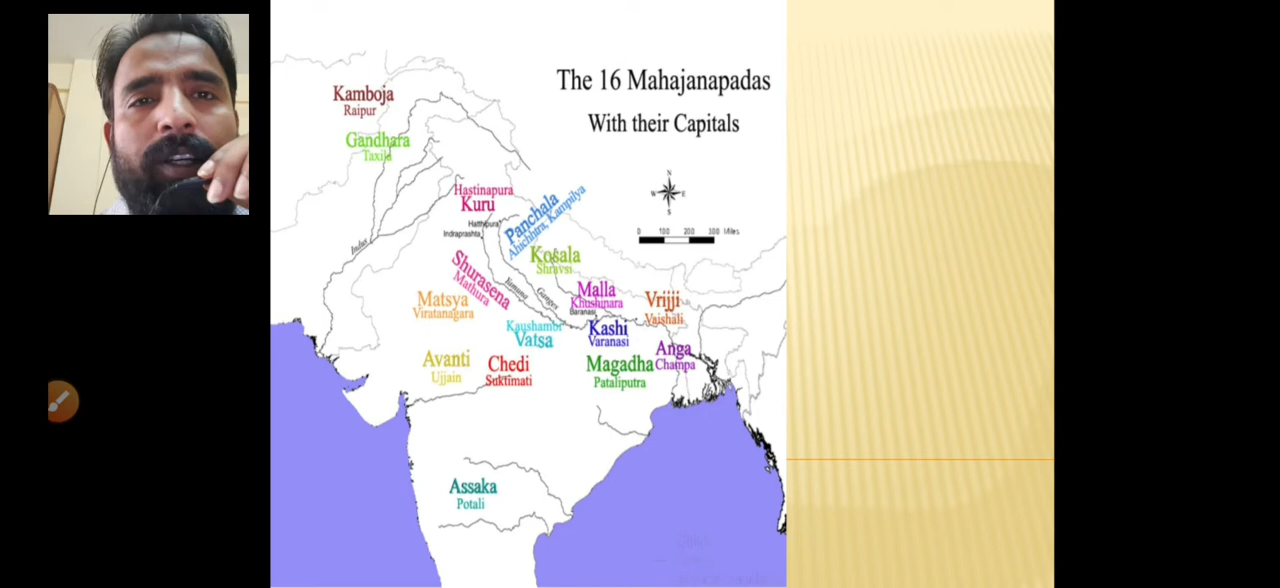 The 16 Mahajanapadas
With their Capitals
Kamboja
Raipur
Gandhara
Taxila
N
W E
S
0 100 200 300 Miles
Hastinapura
Kuru
Hatthipura
Indraprashta
Panchala
Ahichhtra, Kampilya
Indus
Kosala
Shravsi
Shurasena
Mathura
Yamuna
Ganges
Malla
Khushinara
Baranasi
Vrijji
Vaishali
Matsya
Viratanagara
Kaushambi
Vatsa
Kashi
Varanasi
Anga
Champa
Avanti
Ujjain
Chedi
Suktimati
Magadha
Pataliputra
Assaka
Potali